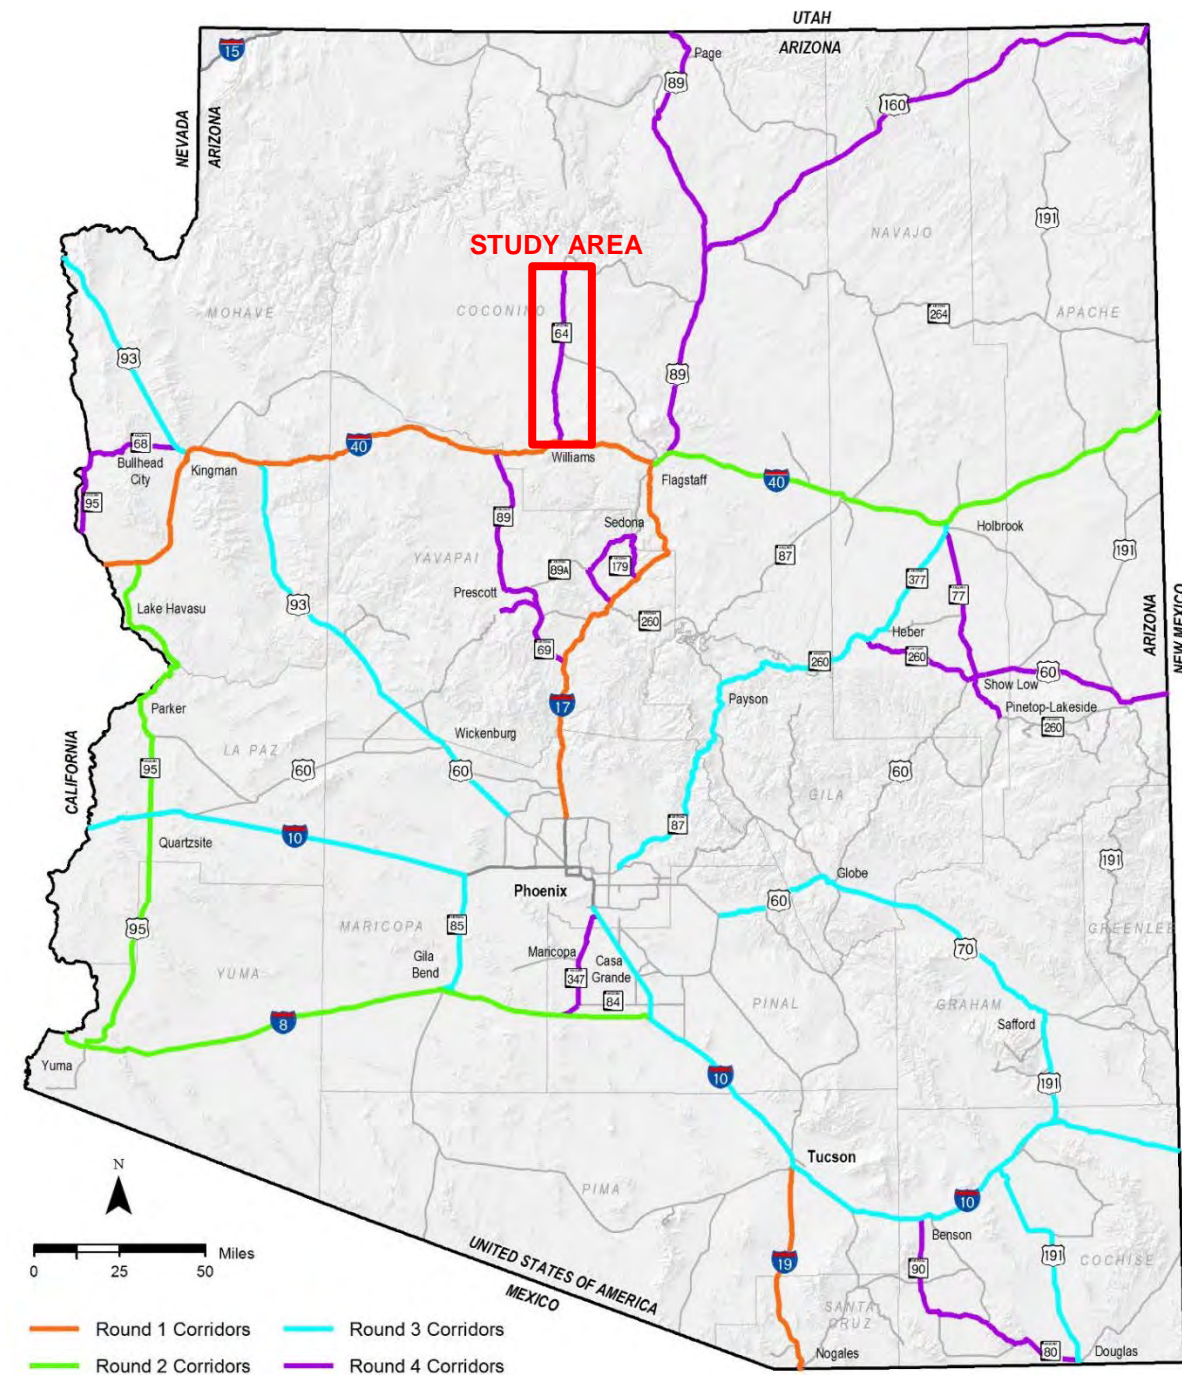 UTAH
ARIZONA
15
Page
NEVADA
ARIZONA
89
160
191
NAVAJO
STUDY AREA
MOHAVE
COCONINO
64
264
APACHE
93
89
68
Bullhead
City
Kingman
40
Williams
Flagstaff
40
95
89
Sedona
Holbrook
YAVAPAI
89A
179
87
191
377
77
Prescott
Lake Havasu
93
260
Heber
69
260
260
60
Show Low
ARIZONA
NEW MEXICO
Parker
17
Payson
Pinetop-Lakeside
260
Wickenburg
LA PAZ
95
60
60
60
CALIFORNIA
GILA
87
10
Quartzsite
191
Globe
Phoenix
60
MARICOPA
85
GREENLEE
95
YUMA
Gila
Bend
Maricopa
Casa
Grande
347
84
70
PINAL
GRAHAM
Safford
8
Yuma
10
191
N
Tucson
PIMA
10
Miles
0
25
50
UNITED STATES OF AMERICA
MEXICO
Benson
19
90
191
COCHISE
SANTA
CRUZ
80
Douglas
Nogales
Round 1 Corridors
Round 3 Corridors
Round 2 Corridors
Round 4 Corridors